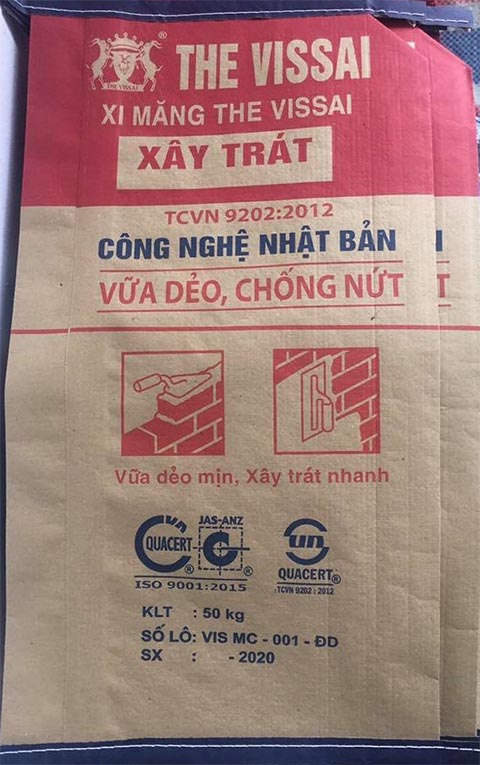 THE VISSAI
®
THE VISSAI
XI MĂNG THE VISSAI
XÂY TRÁT
TCVN 9202:2012
CÔNG NGHỆ NHẬT BẢN
VỮA DẺO, CHỐNG NỨT T
Vữa dẻo mịn, Xây trát nhanh
QUACERT ®
JAS-ANZ
®
ISO 9001:2015
QUACERT®
TCVN 9202 : 2012
KLT : 50 kg
SỐ LÔ: VIS MC - 001 - ĐD
SX : - 2020